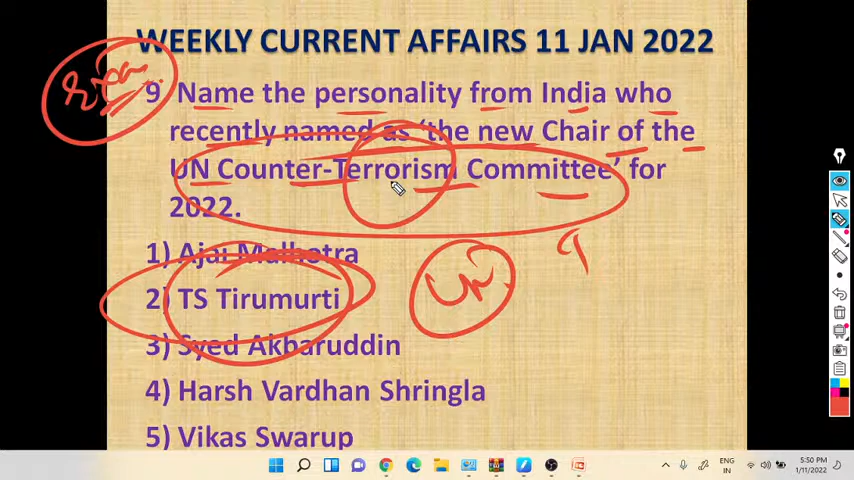 WEEKLY CURRENT AFFAIRS 11 JAN 2022
9 Name the personality from India who
recently named as 'the new Chair of the
UN Counter-Terrorism Committee' for
2022.
1) Ajai Malhotra
2) TS Tirumurti
3) Syed Akbaruddin
4) Harsh Vardhan Shringla
5) Vikas Swarup
UN
9
ENG
IN
5:50 PM
1/11/2022